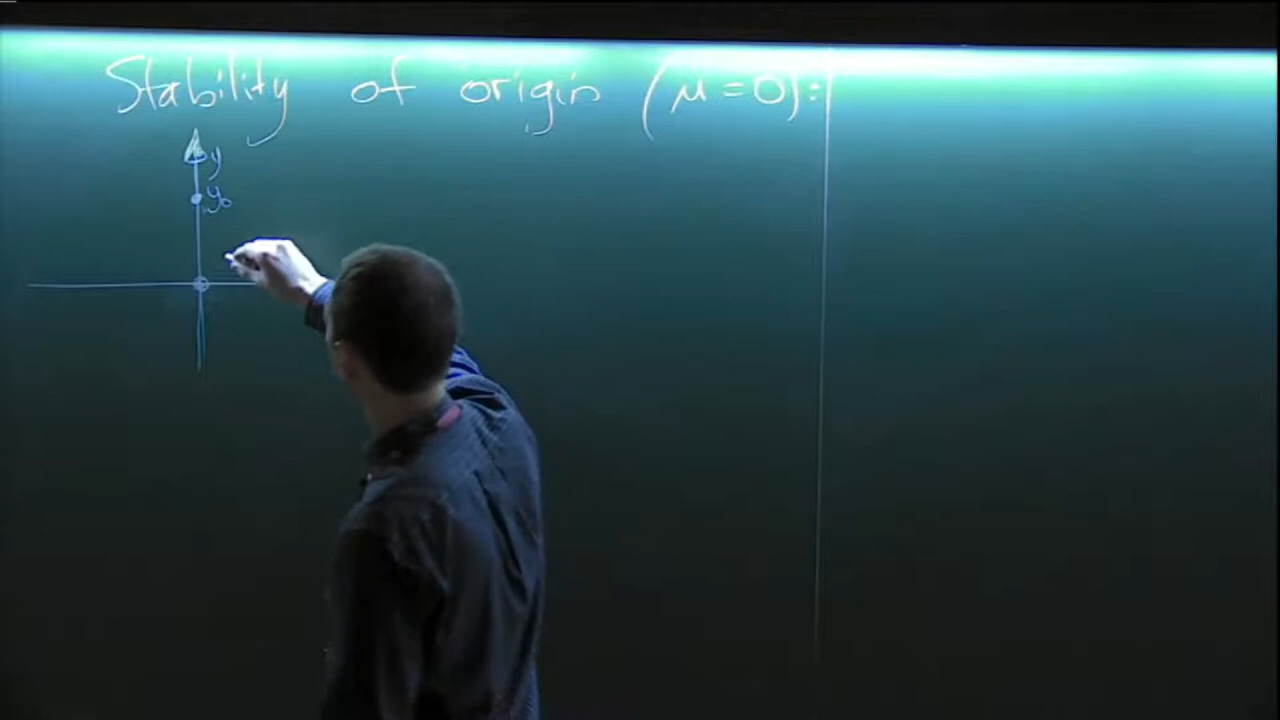 Stability of origin (μ=0):
y
y₀